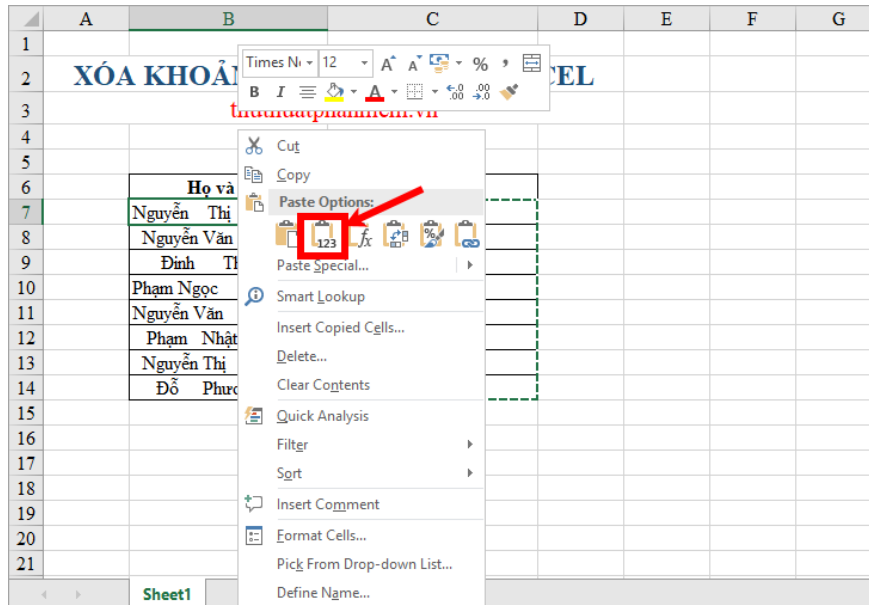 A B C D E F G
1
Times N 12 A A % ,
2 XÓA KHOẢN CEL
B I A .00
3 thuthuatphanmem.vn
4 Cut
5 Copy
6 Họ và Paste Options:
7 Nguyễn Thị
123 fx %
8 Nguyễn Văn
9 Đinh Paste Special...
10 Phạm Ngọc Smart Lookup
11 Nguyễn Văn Insert Copied Cells...
12 Phạm Nhật Delete...
13 Nguyễn Thị Clear Contents
14 Đỗ
15 Quick Analysis
16 Filter
17 Sort
18
19 Insert Comment
20 Format Cells...
21 Pick From Drop-down List...
Sheet1 Define Name...